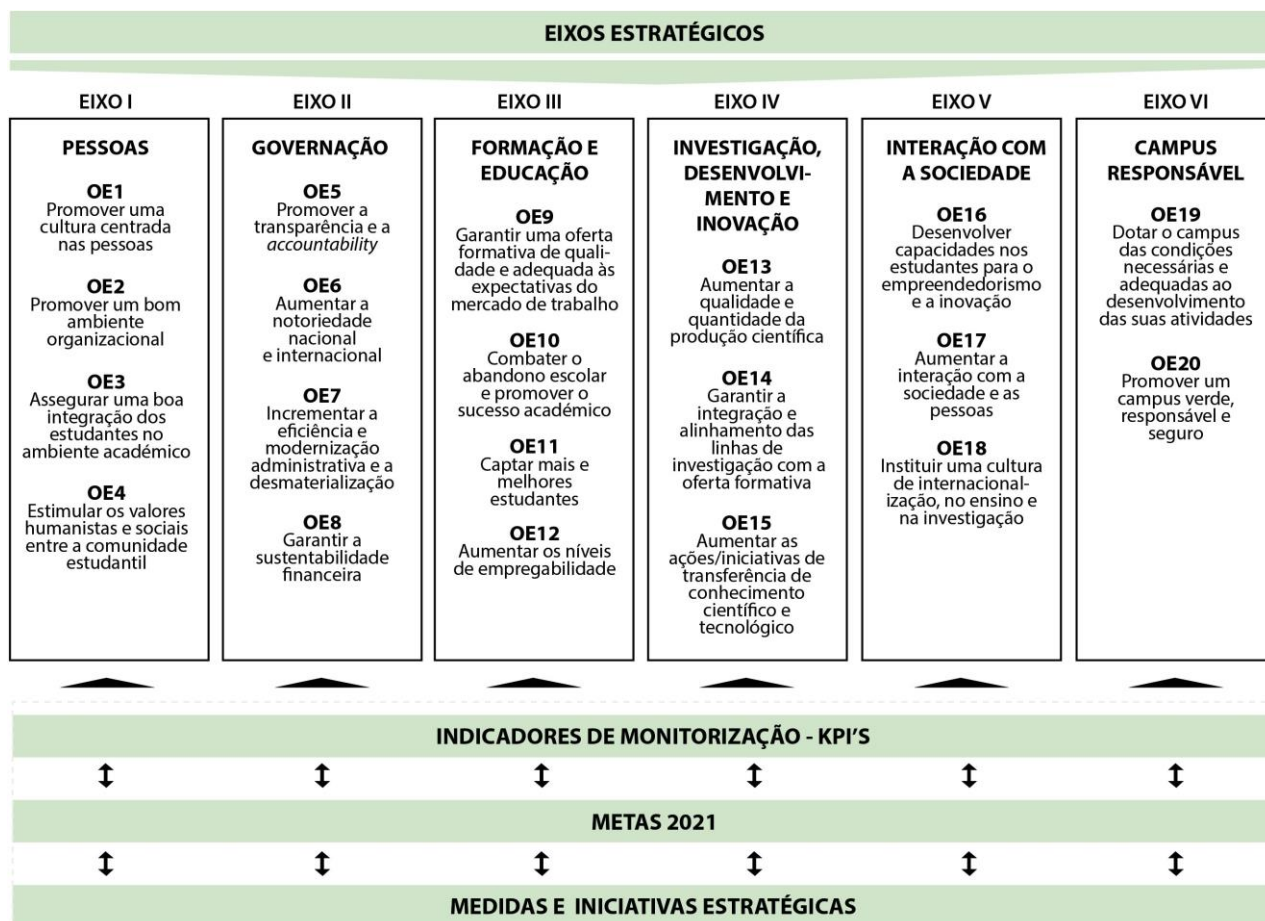 EIXOS ESTRATÉGICOS
EIXO I
PESSOAS
OE1
Promover uma
cultura centrada
nas pessoas
OE2
Promover um bom
ambiente
organizacional
OE3
Assegurar uma boa
integração dos
estudantes no
ambiente académico
OE4
Estimular os valores
humanistas e sociais
entre a comunidade
estudantil
EIXO II
GOVERNAÇÃO
OE5
Promover a
transparência e a
accountability
OE6
Aumentar a
notoriedade
nacional
e internacional
OE7
Incrementar a
eficiência e
modernização
administrativa e a
desmaterialização
OE8
Garantir a
sustentabilidade
financeira
EIXO III
FORMAÇÃO E
EDUCAÇÃO
OE9
Garantir uma oferta
formativa de quali-
dade e adequada às
expectativas do
mercado de trabalho
OE10
Combater o
abandono escolar
e promover o
sucesso académico
OE11
Captar mais e
melhores
estudantes
OE12
Aumentar os níveis
de empregabilidade
EIXO IV
INVESTIGAÇÃO,
DESENVOLVI-
MENTO E
INOVAÇÃO
OE13
Aumentar a
qualidade e
quantidade da
produção científica
OE14
Garantir a
integração e
alinhamento das
linhas de
investigação com a
oferta formativa
OE15
Aumentar as
ações/iniciativas de
transferência de
conhecimento
científico e
tecnológico
EIXO V
INTERAÇÃO COM
A SOCIEDADE
OE16
Desenvolver
capacidades nos
estudantes para o
empreendedorismo
e a inovação
OE17
Aumentar a
interação com a
sociedade e as
pessoas
OE18
Instituir uma cultura
de internacional-
ização, no ensino e
na investigação
EIXO VI
CAMPUS
RESPONSÁVEL
OE19
Dotar o campus
das condições
necessárias e
adequadas ao
desenvolvimento
das suas atividades
OE20
Promover um
campus verde,
responsável e
seguro
INDICADORES DE MONITORIZAÇÃO - KPI'S
METAS 2021
MEDIDAS E INICIATIVAS ESTRATÉGICAS